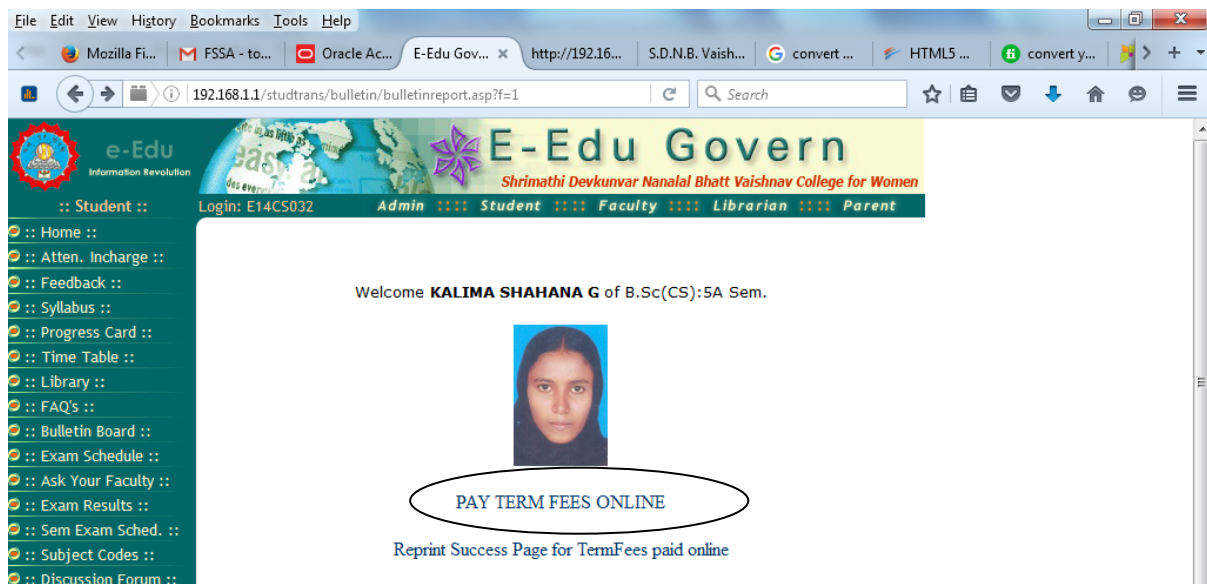 File Edit View History Bookmarks Tools Help
Mozilla Fi... FSSA - to... Oracle Ac... E-Edu Gov... × http://192.16... S.D.N.B. Vaish... convert ... HTML5 ... convert y...
192.168.1.1/studtrans/bulletin/bulletinreport.asp?f=1 Search
e-Edu
Information Revolution
E-Edu Govern
Shrimathi Devkunvar Nanalal Bhatt Vaishnav College for Women
:: Student :: Login: E14CS032 Admin :::: Student :::: Faculty :::: Librarian :::: Parent
:: Home ::
:: Atten. Incharge ::
:: Feedback ::
Welcome KALIMA SHAHANA G of B.Sc(CS):5A Sem.
:: Syllabus ::
:: Progress Card ::
:: Time Table ::
:: Library ::
:: FAQ's ::
:: Bulletin Board ::
:: Exam Schedule ::
:: Ask Your Faculty ::
PAY TERM FEES ONLINE
:: Exam Results ::
:: Sem Exam Sched. ::
Reprint Success Page for TermFees paid online
:: Subject Codes ::
:: Discussion Forum ::